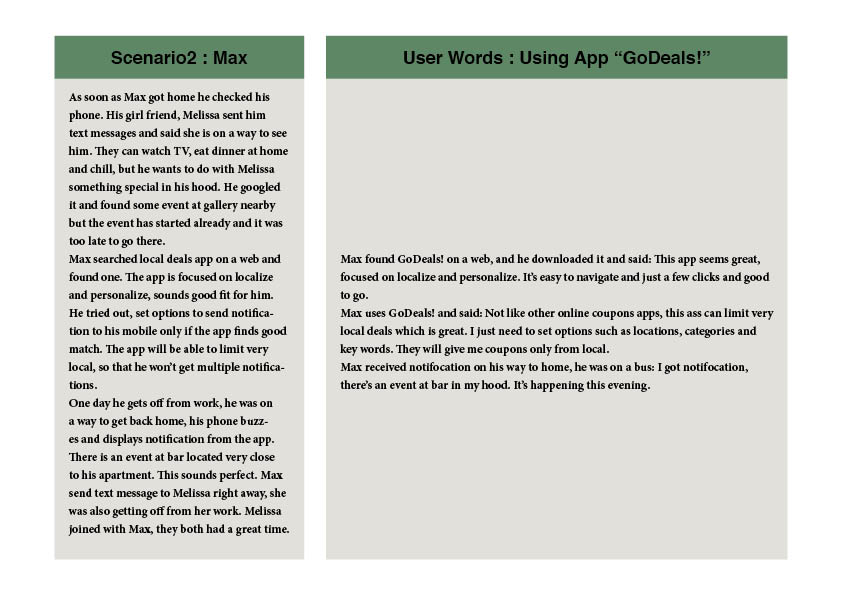 Scenario2 : Max
As soon as Max got home he checked his
phone. His girl friend, Melissa sent him
text messages and said she is on a way to see
him. They can watch TV, eat dinner at home
and chill, but he wants to do with Melissa
something special in his hood. He googled
it and found some event at gallery nearby
but the event has started already and it was
too late to go there.
Max searched local deals app on a web and
found one. The app is focused on localize
and personalize, sounds good fit for him.
He tried out, set options to send notifica-
tion to his mobile only if the app finds good
match. The app will be able to limit very
local, so that he won't get multiple notifica-
tions.
One day he gets off from work, he was on
a way to get back home, his phone buzz-
es and displays notification from the app.
There is an event at bar located very close
to his apartment. This sounds perfect. Max
send text message to Melissa right away, she
was also getting off from her work. Melissa
joined with Max, they both had a great time.
User Words : Using App “GoDeals!”
Max found GoDeals! on a web, and he downloaded it and said: This app seems great,
focused on localize and personalize. It's easy to navigate and just a few clicks and good
to go.
Max uses GoDeals! and said: Not like other online coupons apps, this ass can limit very
local deals which is great. I just need to set options such as locations, categories and
key words. They will give me coupons only from local.
Max received notifocation on his way to home, he was on a bus: I got notifocation,
there's an event at bar in my hood. It's happening this evening.